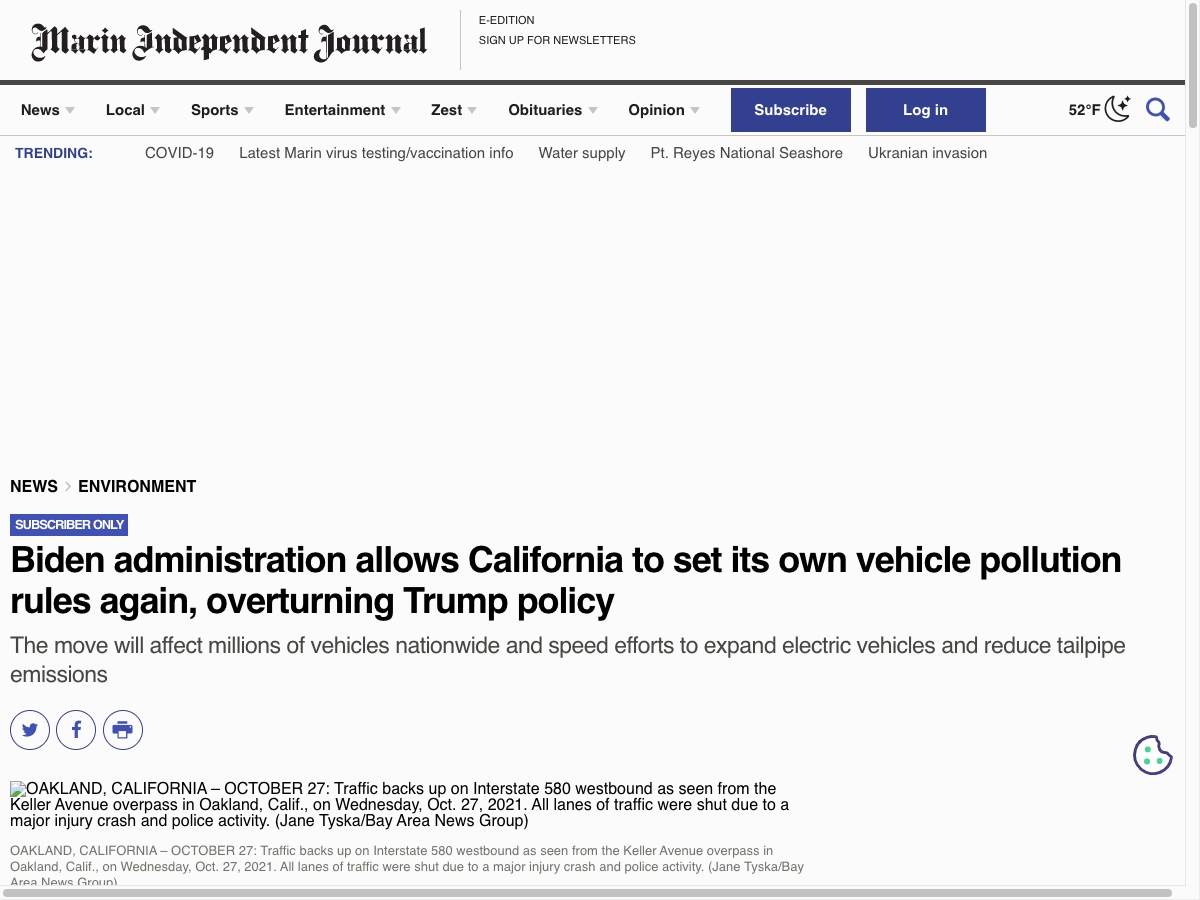 Marin Independent Journal
E-EDITION
SIGN UP FOR NEWSLETTERS
News
Local
Sports
Entertainment
Zest
Obituaries
Opinion
Subscribe
Log in
52°F
TRENDING:
COVID-19
Latest Marin virus testing/vaccination info
Water supply
Pt. Reyes National Seashore
Ukranian invasion
NEWS > ENVIRONMENT
SUBSCRIBER ONLY
Biden administration allows California to set its own vehicle pollution
rules again, overturning Trump policy
The move will affect millions of vehicles nationwide and speed efforts to expand electric vehicles and reduce tailpipe
emissions
OAKLAND, CALIFORNIA – OCTOBER 27: Traffic backs up on Interstate 580 westbound as seen from the
Keller Avenue overpass in Oakland, Calif., on Wednesday, Oct. 27, 2021. All lanes of traffic were shut due to a
major injury crash and police activity. (Jane Tyska/Bay Area News Group)
OAKLAND, CALIFORNIA – OCTOBER 27: Traffic backs up on Interstate 580 westbound as seen from the Keller Avenue overpass in
Oakland, Calif., on Wednesday, Oct. 27, 2021. All lanes of traffic were shut due to a major injury crash and police activity. (Jane Tyska/Bay
Area News Group)